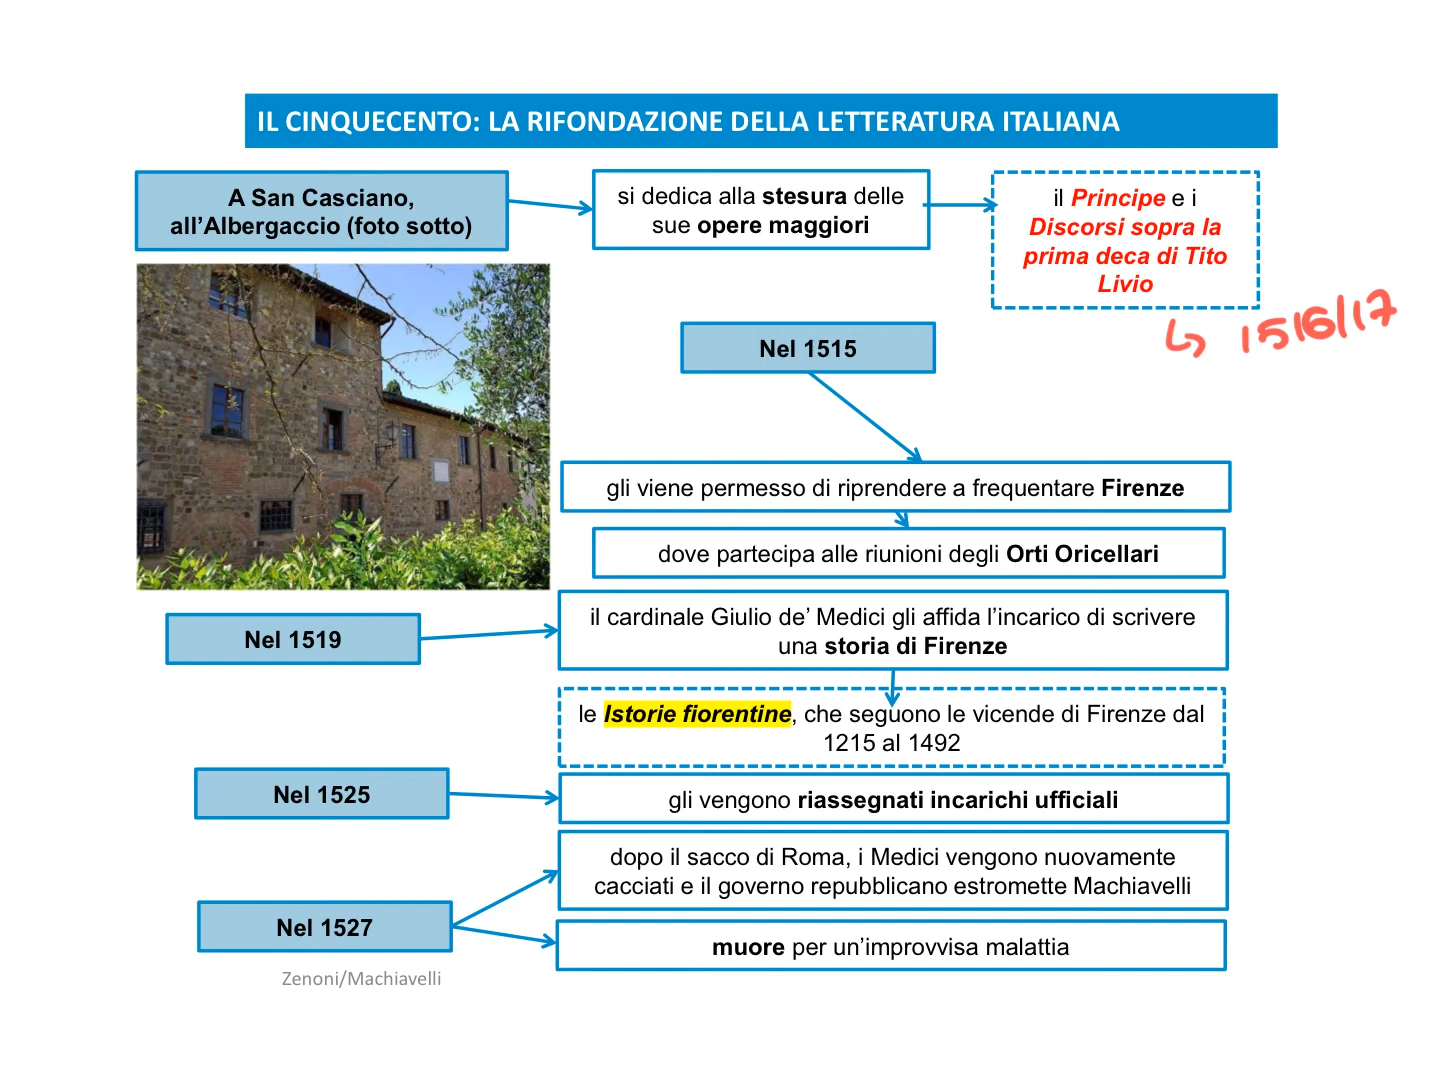 IL CINQUECENTO: LA RIFONDAZIONE DELLA LETTERATURA ITALIANA
A San Casciano,
all’Albergaccio (foto sotto)
si dedica alla stesura delle
sue opere maggiori
il Principe e i
Discorsi sopra la
prima deca di Tito
Livio
↳ 1516/17
Nel 1515
gli viene permesso di riprendere a frequentare Firenze
dove partecipa alle riunioni degli Orti Oricellari
Nel 1519
il cardinale Giulio de’ Medici gli affida l’incarico di scrivere
una storia di Firenze
le Istorie fiorentine, che seguono le vicende di Firenze dal
1215 al 1492
Nel 1525
gli vengono riassegnati incarichi ufficiali
Nel 1527
dopo il sacco di Roma, i Medici vengono nuovamente
cacciati e il governo repubblicano estromette Machiavelli
muore per un’improvvisa malattia
Zenoni/Machiavelli